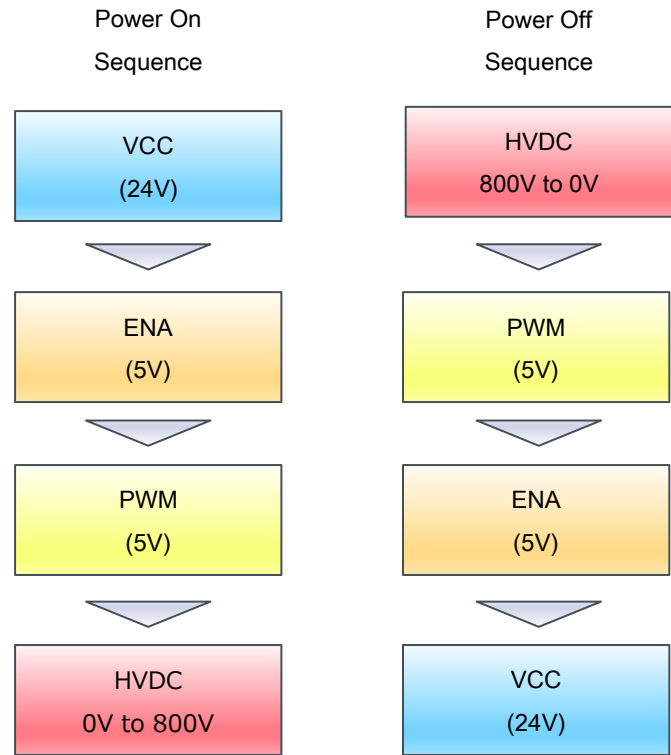 Power On
Sequence
VCC
(24V)
ENA
(5V)
PWM
(5V)
HVDC
0V to 800V
Power Off
Sequence
HVDC
800V to 0V
PWM
(5V)
ENA
(5V)
VCC
(24V)